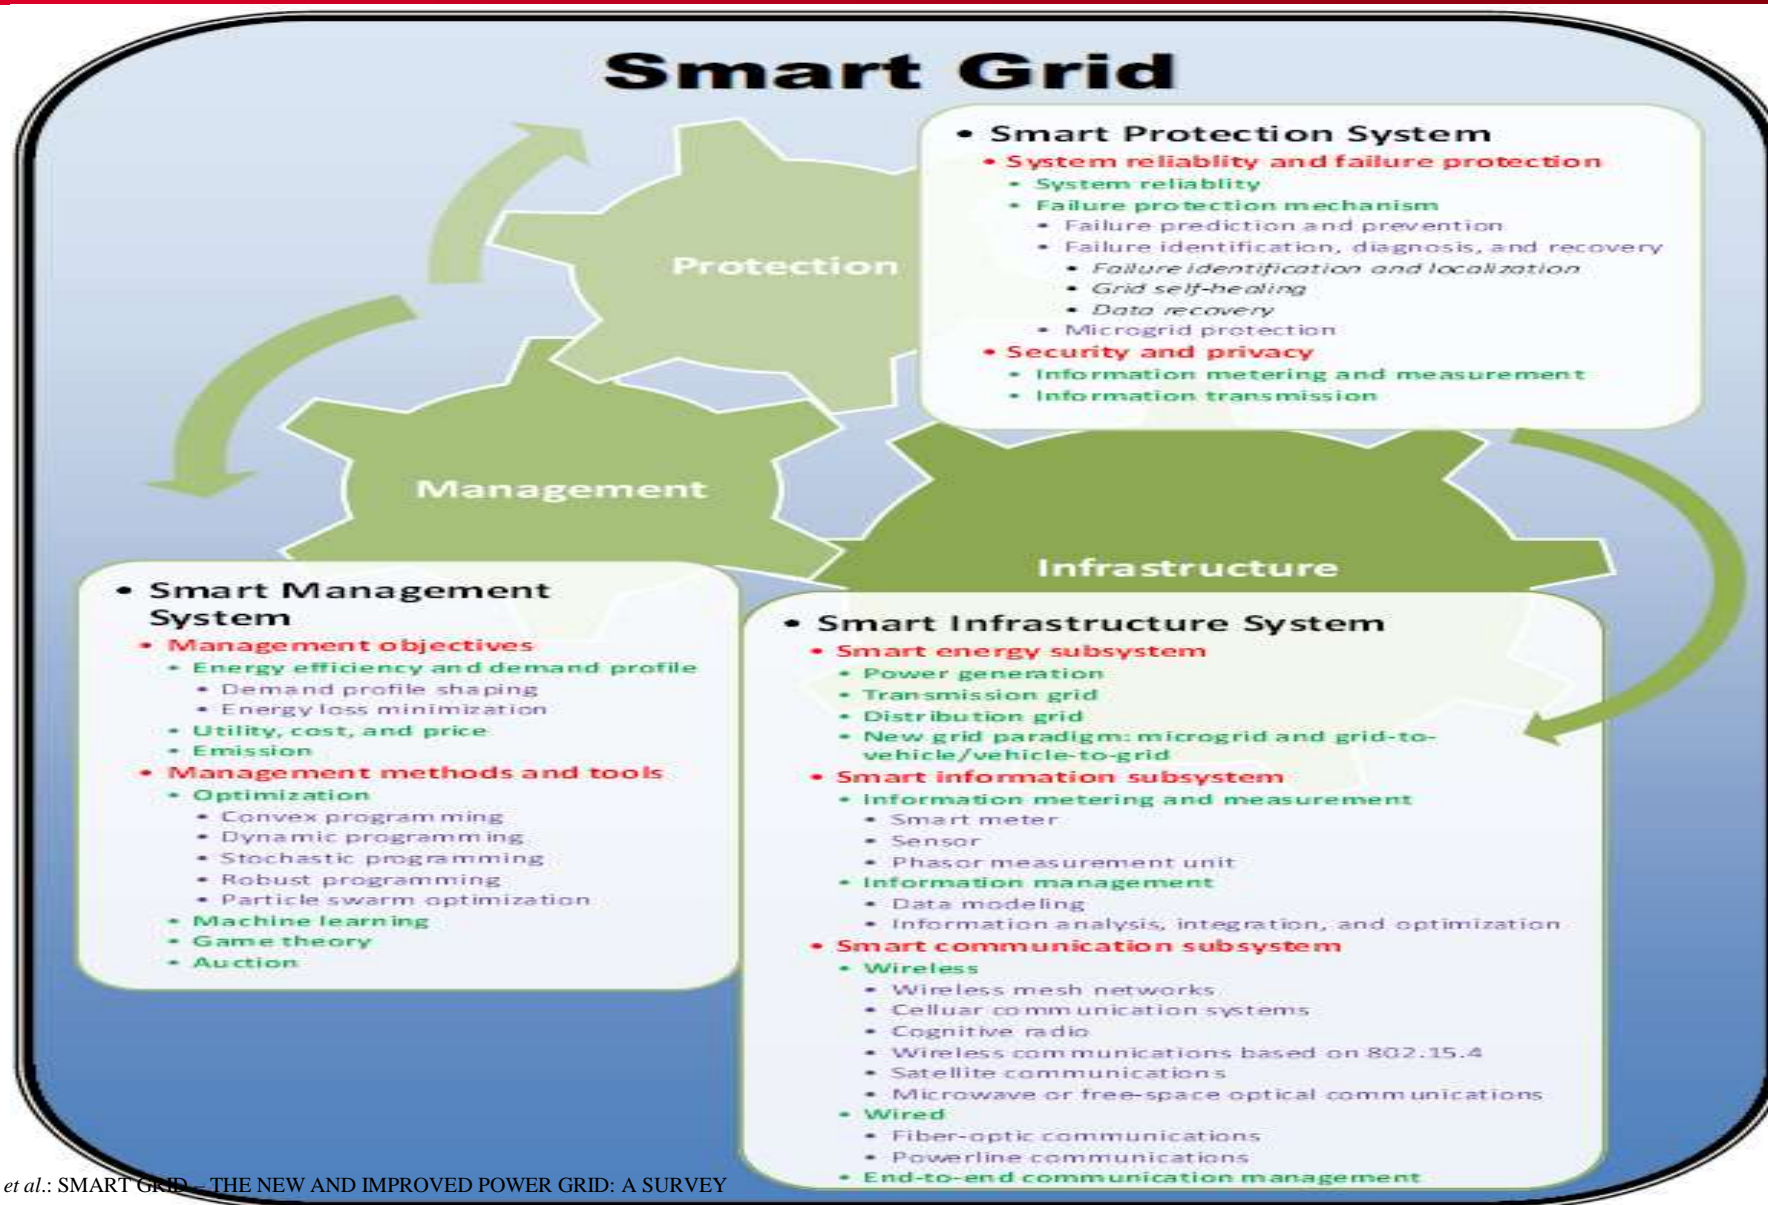 Smart Grid
Protection
• Smart Protection System
• System reliablity and failure protection
• System reliablity
• Failure protection mechanism
• Failure prediction and prevention
• Failure identification, diagnosis, and recovery
• Failure identification and localization
• Grid self-healing
• Data recovery
• Microgrid protection
• Security and privacy
• Information metering and measurement
• Information transmission
Management
• Smart Management
System
• Management objectives
• Energy efficiency and demand profile
• Demand profile shaping
• Energy loss minimization
• Utility, cost, and price
• Emission
• Management methods and tools
• Optimization
• Convex programming
• Dynamic programming
• Stochastic programming
• Robust programming
• Particle swarm optimization
• Machine learning
• Game theory
• Auction
Infrastructure
• Smart Infrastructure System
• Smart energy subsystem
• Power generation
• Transmission grid
• Distribution grid
• New grid paradigm: microgrid and grid-to-
vehicle/vehicle-to-grid
• Smart information subsystem
• Information metering and measurement
• Smart meter
• Sensor
• Phasor measurement unit
• Information management
• Data modeling
• Information analysis, integration, and optimization
• Smart communication subsystem
• Wireless
• Wireless mesh networks
• Celluar communication systems
• Cognitive radio
• Wireless communications based on 802.15.4
• Satellite communications
• Microwave or free-space optical communications
• Wired
• Fiber-optic communications
• Powerline communications
• End-to-end communication management
et al.: SMART GRID – THE NEW AND IMPROVED POWER GRID: A SURVEY